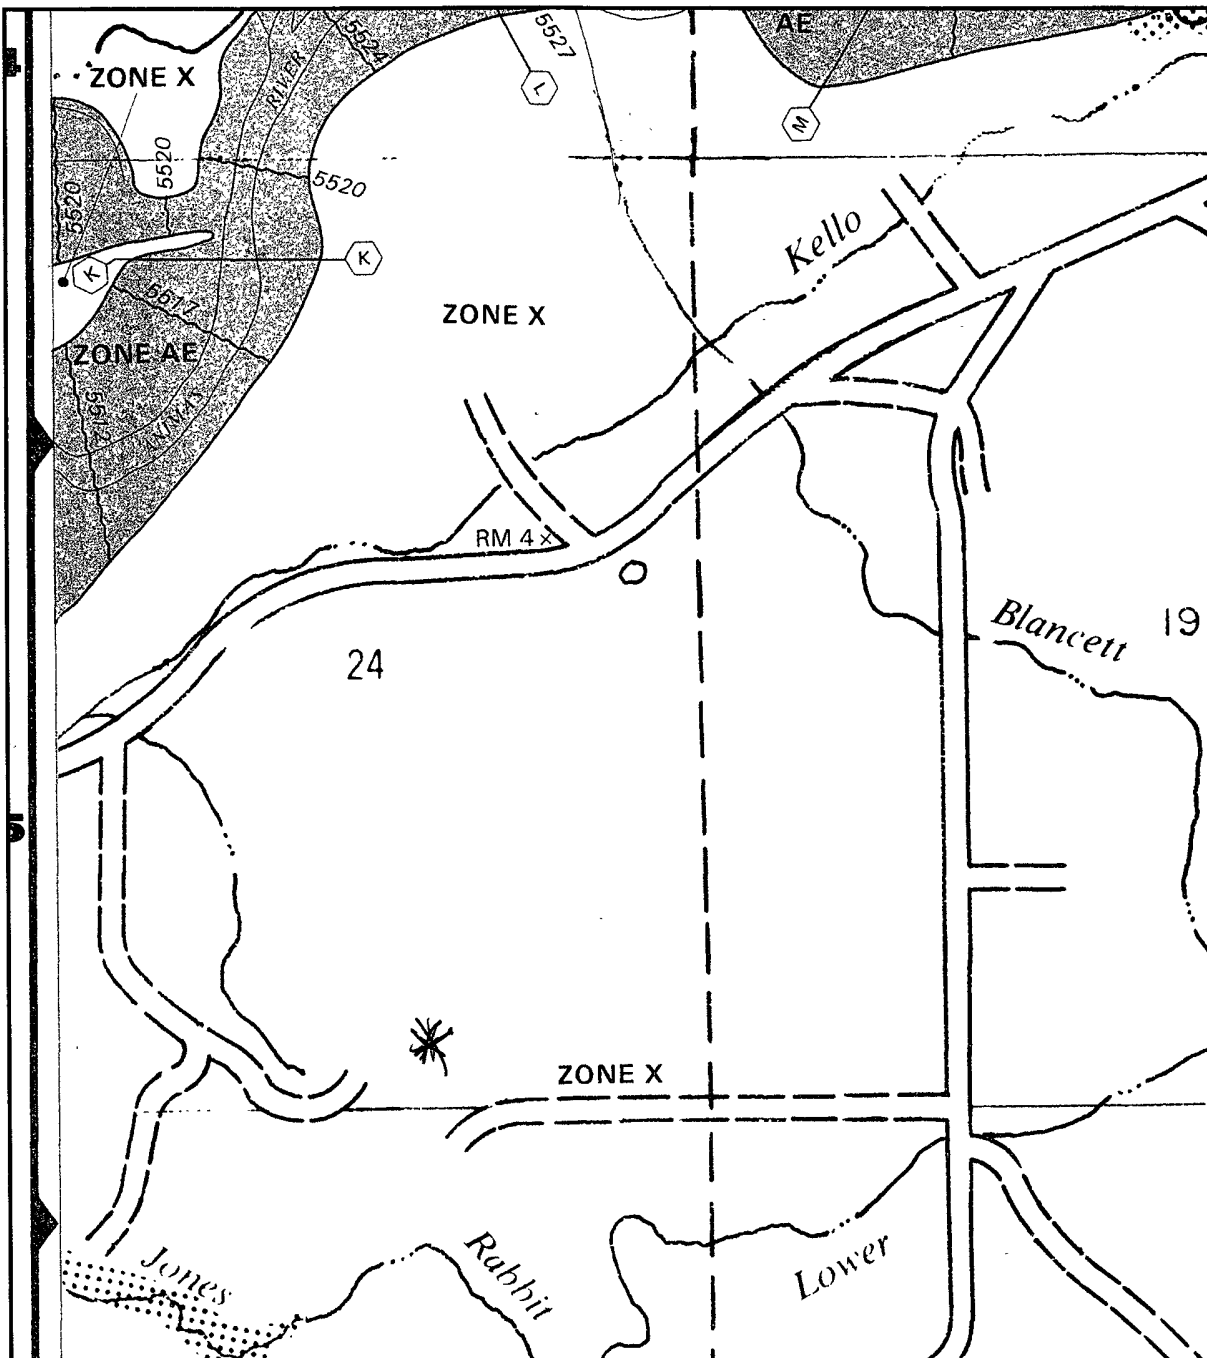 AE
5527
5524
L
ZONE X
RIVER
M
5520
5520
5520
Kello
K
K
5517
ZONE X
ZONE AE
5512
ANIMAS
RM 4 ×
Blancett
19
24
ZONE X
Jones
Rabbit
Lower